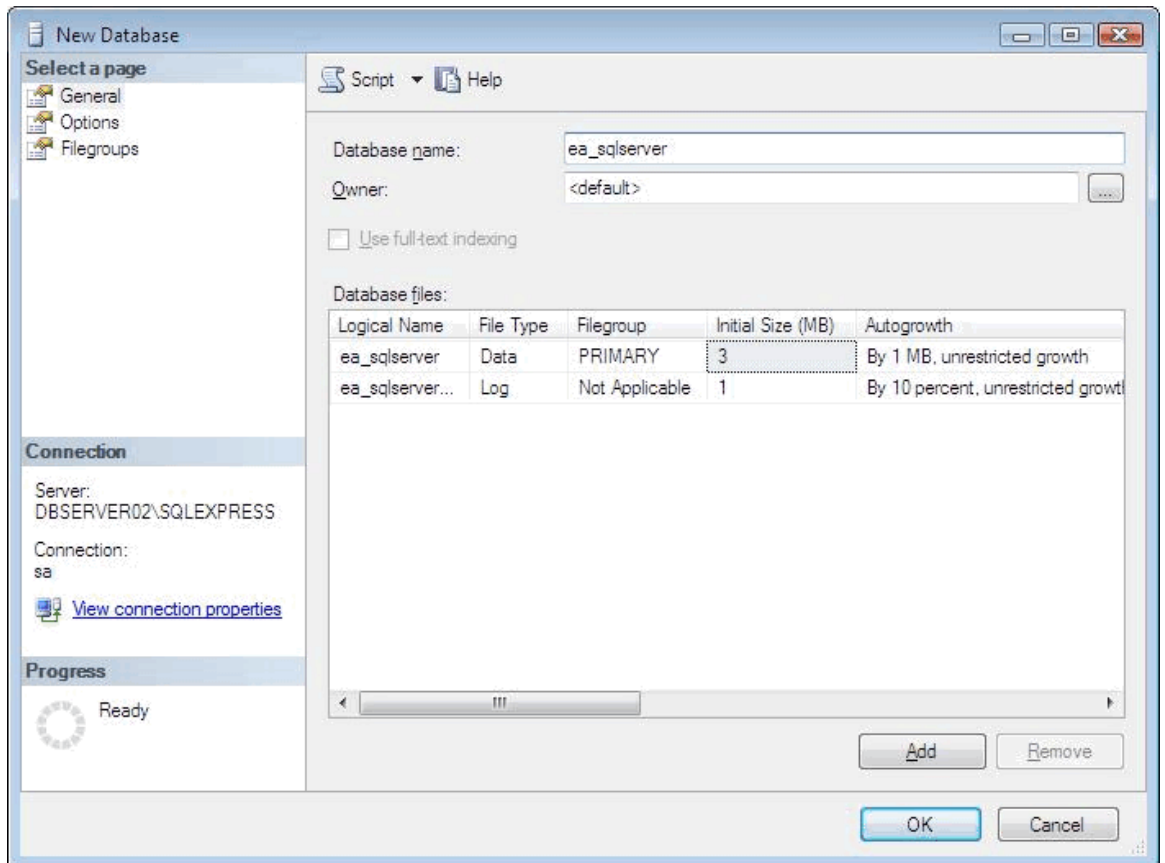 New Database
Select a page
General
Options
Filegroups
Script
Help
Database name:
ea_sqlserver
Owner:
<default>
...
Use full-text indexing
Database files:
Logical Name File Type Filegroup Initial Size (MB) Autogrowth
ea_sqlserver Data PRIMARY 3 By 1 MB, unrestricted growth
ea_sqlserver... Log Not Applicable 1 By 10 percent, unrestricted growth
Connection
Server:
DBSERVER02\SQLEXPRESS
Connection:
sa
View connection properties
Progress
Ready
Add
Remove
OK
Cancel